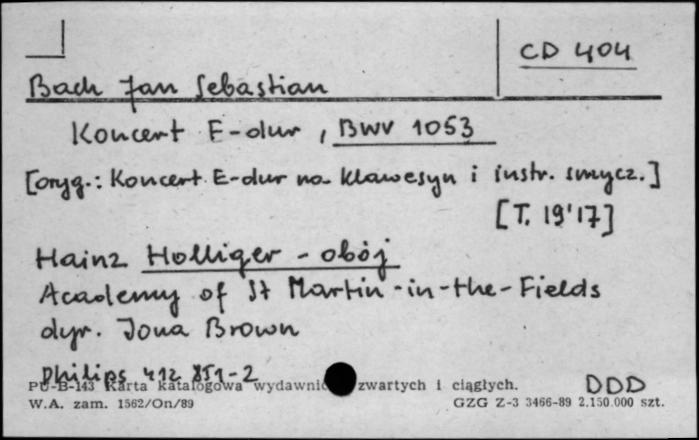 CD 404
Bach Jan Sebastian
Koncert E-dur, BWV 1053
[oryg.: Koncert E-dur na klawesyn i instr. smycz.]
[T. 19'17]
Hainz Holliger - obój
Academy of St Martin-in-the-Fields
dyr. Iona Brown
Philips 412 851-2
DDD
PU-B-143 Karta katalogowa wydawnic zwartych i ciągłych.
W.A. zam. 1562/On/89
GZG Z-3 3466-89 2.150.000 szt.